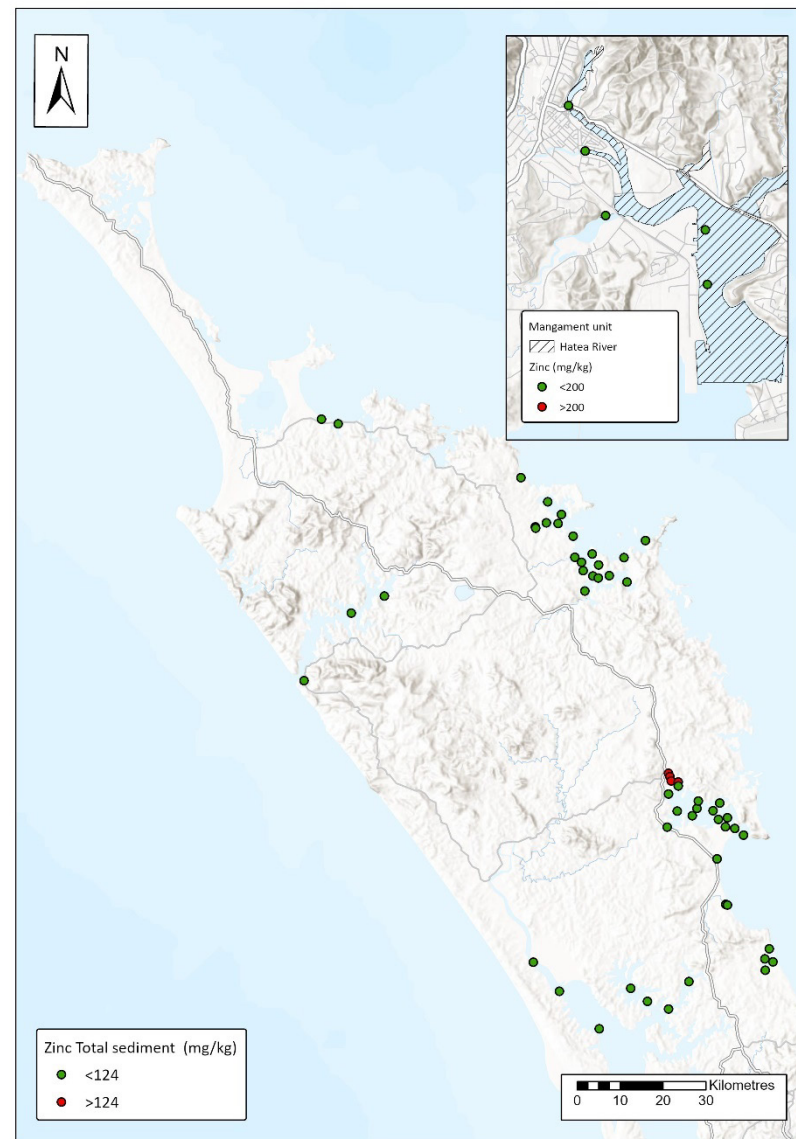 N
Mangament unit
Hatea River
Zinc (mg/kg)
<200
>200
Zinc Total sediment (mg/kg)
<124
>124
Kilometres
0 10 20 30